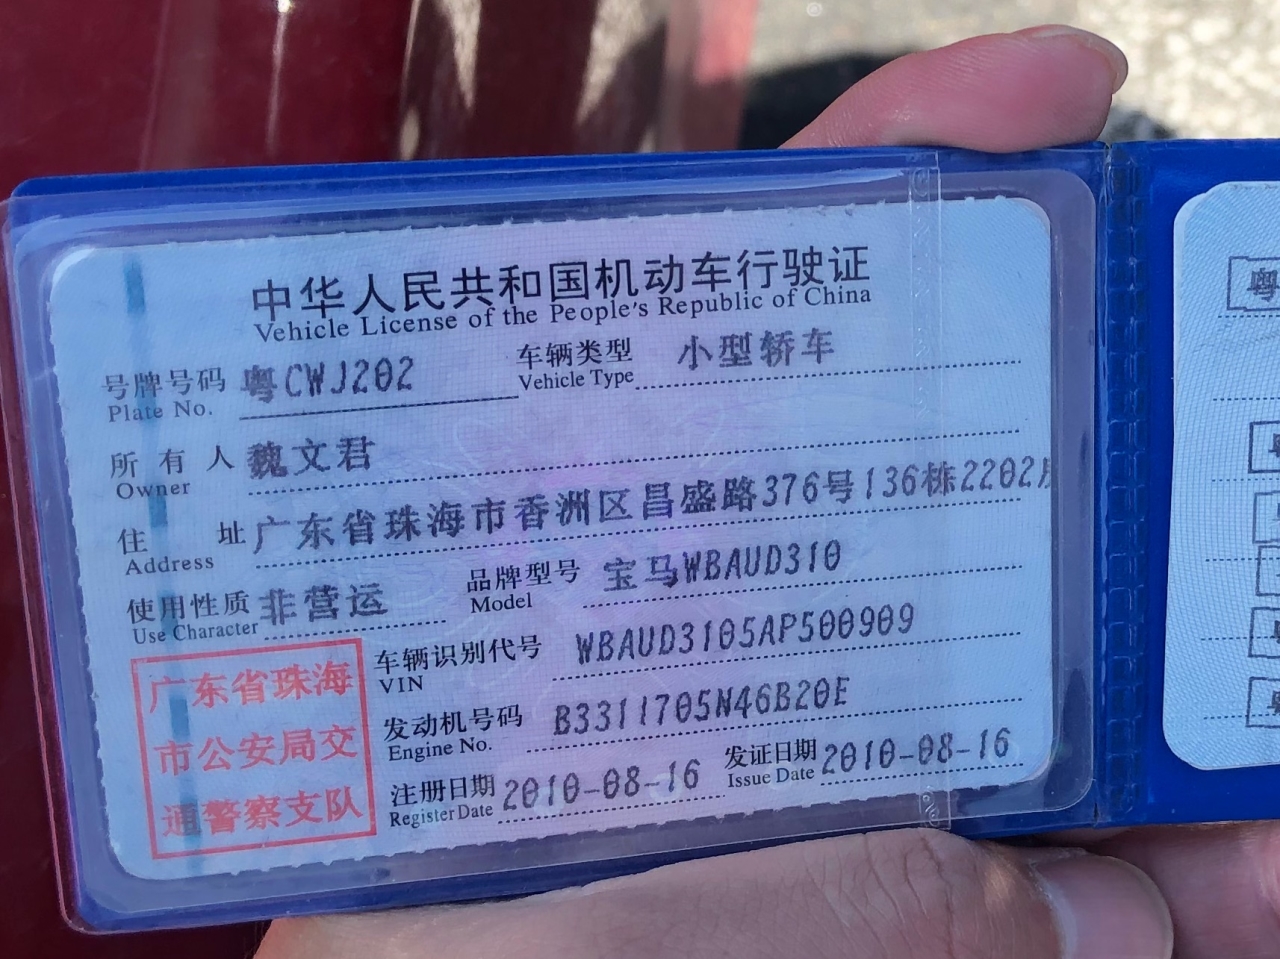 中华人民共和国机动车行驶证
Vehicle License of the People's Republic of China
号牌号码 粤CWJ202 车辆类型 小型轿车
Plate No. Vehicle Type
所有人 魏文君
Owner
住址 广东省珠海市香洲区昌盛路376号136栋2202
Address
使用性质 非营运 品牌型号 宝马WBAUD310
Use Character Model
车辆识别代号 WBAUD3105AP500909
VIN
发动机号码 B3311705N46B20E
Engine No.
注册日期 2010-08-16 发证日期 2010-08-16
Register Date Issue Date
广东省珠海
市公安局交
通警察支队
粤